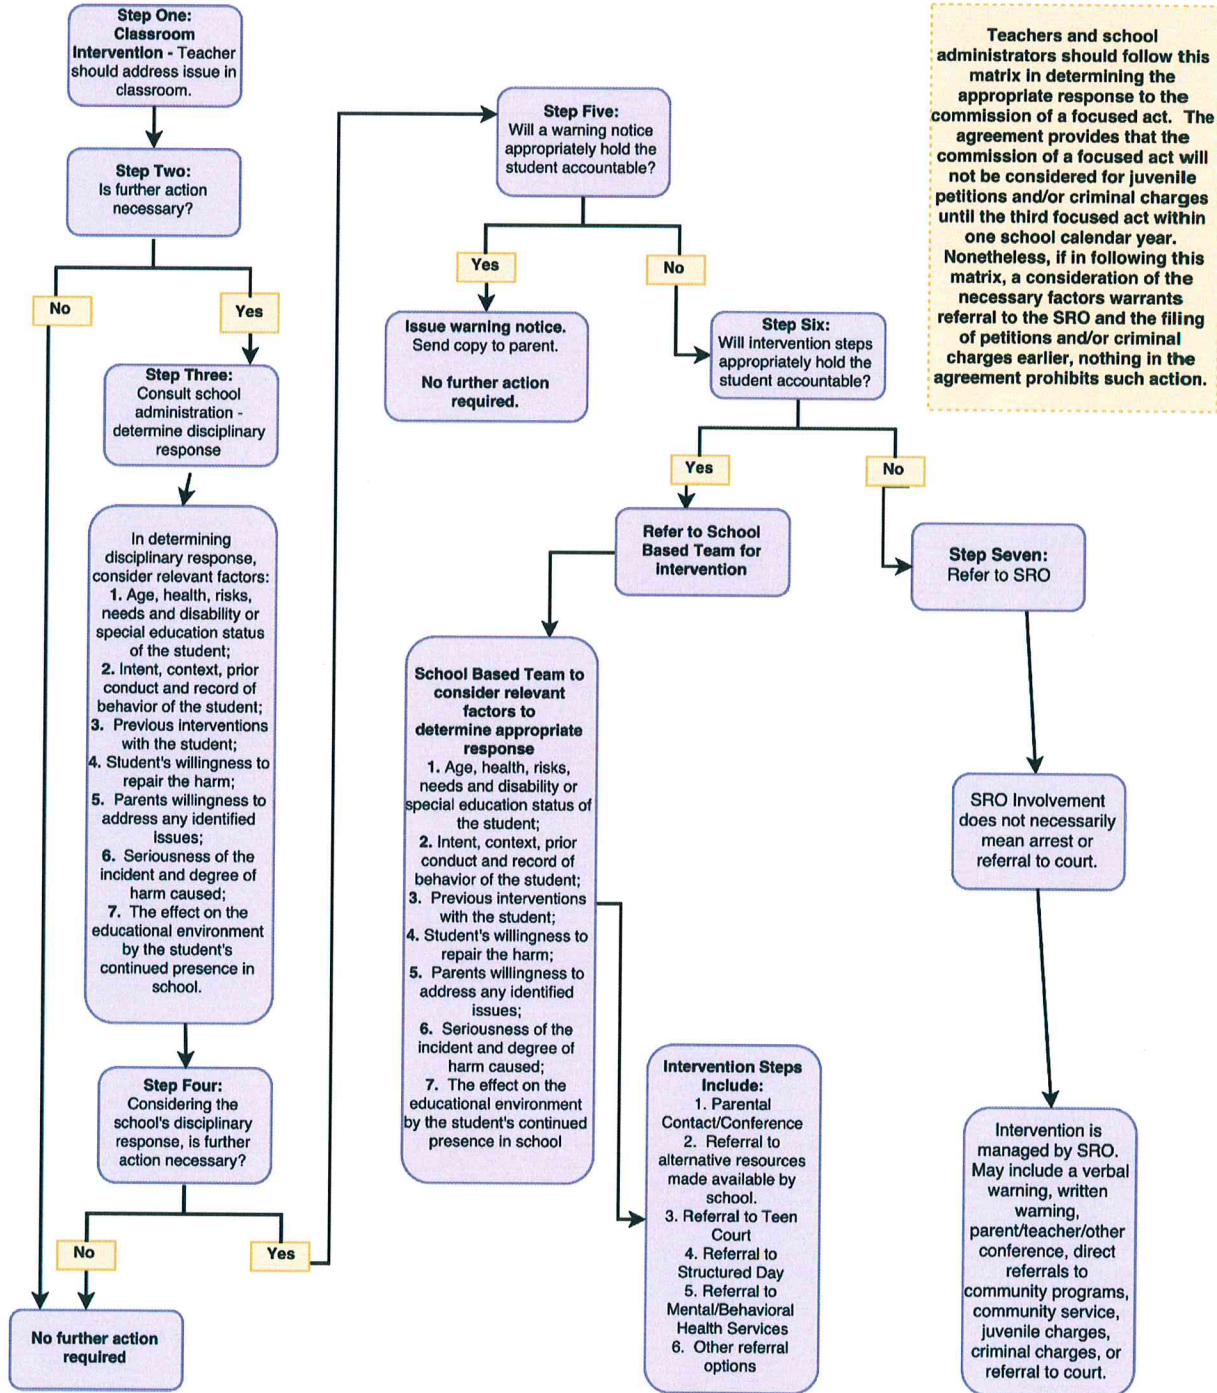 Step One:
Classroom
Intervention - Teacher
should address issue in
classroom.
Step Two:
Is further action
necessary?
No
Yes
Step Three:
Consult school
administration -
determine disciplinary
response
In determining
disciplinary response,
consider relevant factors:
1. Age, health, risks,
needs and disability or
special education status
of the student;
2. Intent, context, prior
conduct and record of
behavior of the student;
3. Previous interventions
with the student;
4. Student's willingness to
repair the harm;
5. Parents willingness to
address any identified
issues;
6. Seriousness of the
incident and degree of
harm caused;
7. The effect on the
educational environment
by the student's
continued presence in
school.
Step Four:
Considering the
school's disciplinary
response, is further
action necessary?
No
Yes
No further action
required
Step Five:
Will a warning notice
appropriately hold the
student accountable?
Yes
No
Issue warning notice.
Send copy to parent.
No further action
required.
Step Six:
Will intervention steps
appropriately hold the
student accountable?
Yes
No
Refer to School
Based Team for
intervention
School Based Team to
consider relevant
factors to
determine appropriate
response
1. Age, health, risks,
needs and disability or
special education status of
the student;
2. Intent, context, prior
conduct and record of
behavior of the student;
3. Previous interventions
with the student;
4. Student's willingness to
repair the harm;
5. Parents willingness to
address any identified
issues;
6. Seriousness of the
incident and degree of
harm caused;
7. The effect on the
educational environment
by the student's continued
presence in school
Intervention Steps
Include:
1. Parental
Contact/Conference
2. Referral to
alternative resources
made available by
school.
3. Referral to Teen
Court
4. Referral to
Structured Day
5. Referral to
Mental/Behavioral
Health Services
6. Other referral
options
Step Seven:
Refer to SRO
SRO Involvement
does not necessarily
mean arrest or
referral to court.
Intervention is
managed by SRO.
May include a verbal
warning, written
warning,
parent/teacher/other
conference, direct
referrals to
community programs,
community service,
juvenile charges,
criminal charges, or
referral to court.
Teachers and school
administrators should follow this
matrix in determining the
appropriate response to the
commission of a focused act. The
agreement provides that the
commission of a focused act will
not be considered for juvenile
petitions and/or criminal charges
until the third focused act within
one school calendar year.
Nonetheless, if in following this
matrix, a consideration of the
necessary factors warrants
referral to the SRO and the filing
of petitions and/or criminal
charges earlier, nothing in the
agreement prohibits such action.